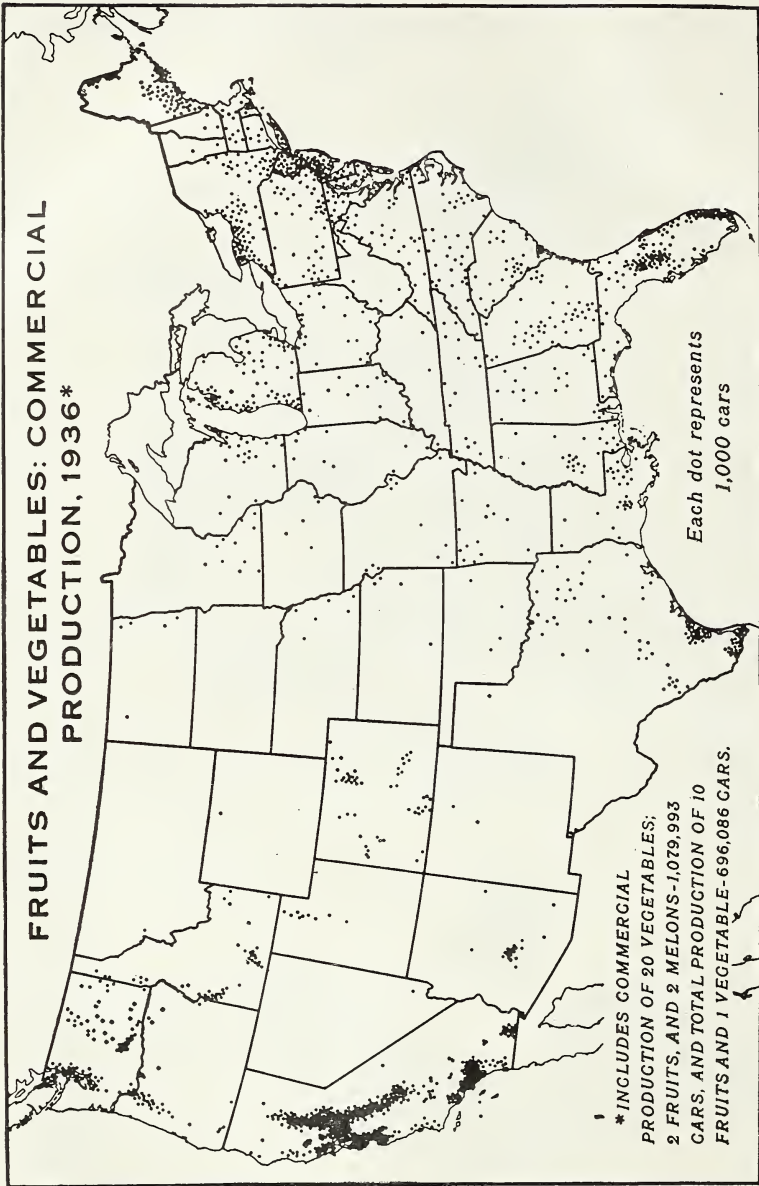 FRUITS AND VEGETABLES: COMMERCIAL
PRODUCTION, 1936*
Each dot represents
1,000 cars
*INCLUDES COMMERCIAL
PRODUCTION OF 20 VEGETABLES;
2 FRUITS, AND 2 MELONS-1,079,993
CARS, AND TOTAL PRODUCTION OF 10
FRUITS AND 1 VEGETABLE-696,086 CARS.